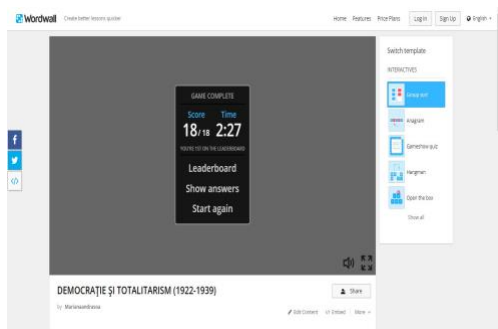 Wordwall Create better lessons quicker Home Features Price Plans Log In Sign Up English
Switch template
INTERACTIVES
Group sort
Anagram
Gameshow quiz
Hangman
Open the box
Show all
GAME COMPLETE
Score Time
18/18 2:27
YOU'RE 1ST ON THE LEADERBOARD
Leaderboard
Show answers
Start again
DEMOCRAȚIE ȘI TOTALITARISM (1922-1939)
Share
by
Edit Content Embed More